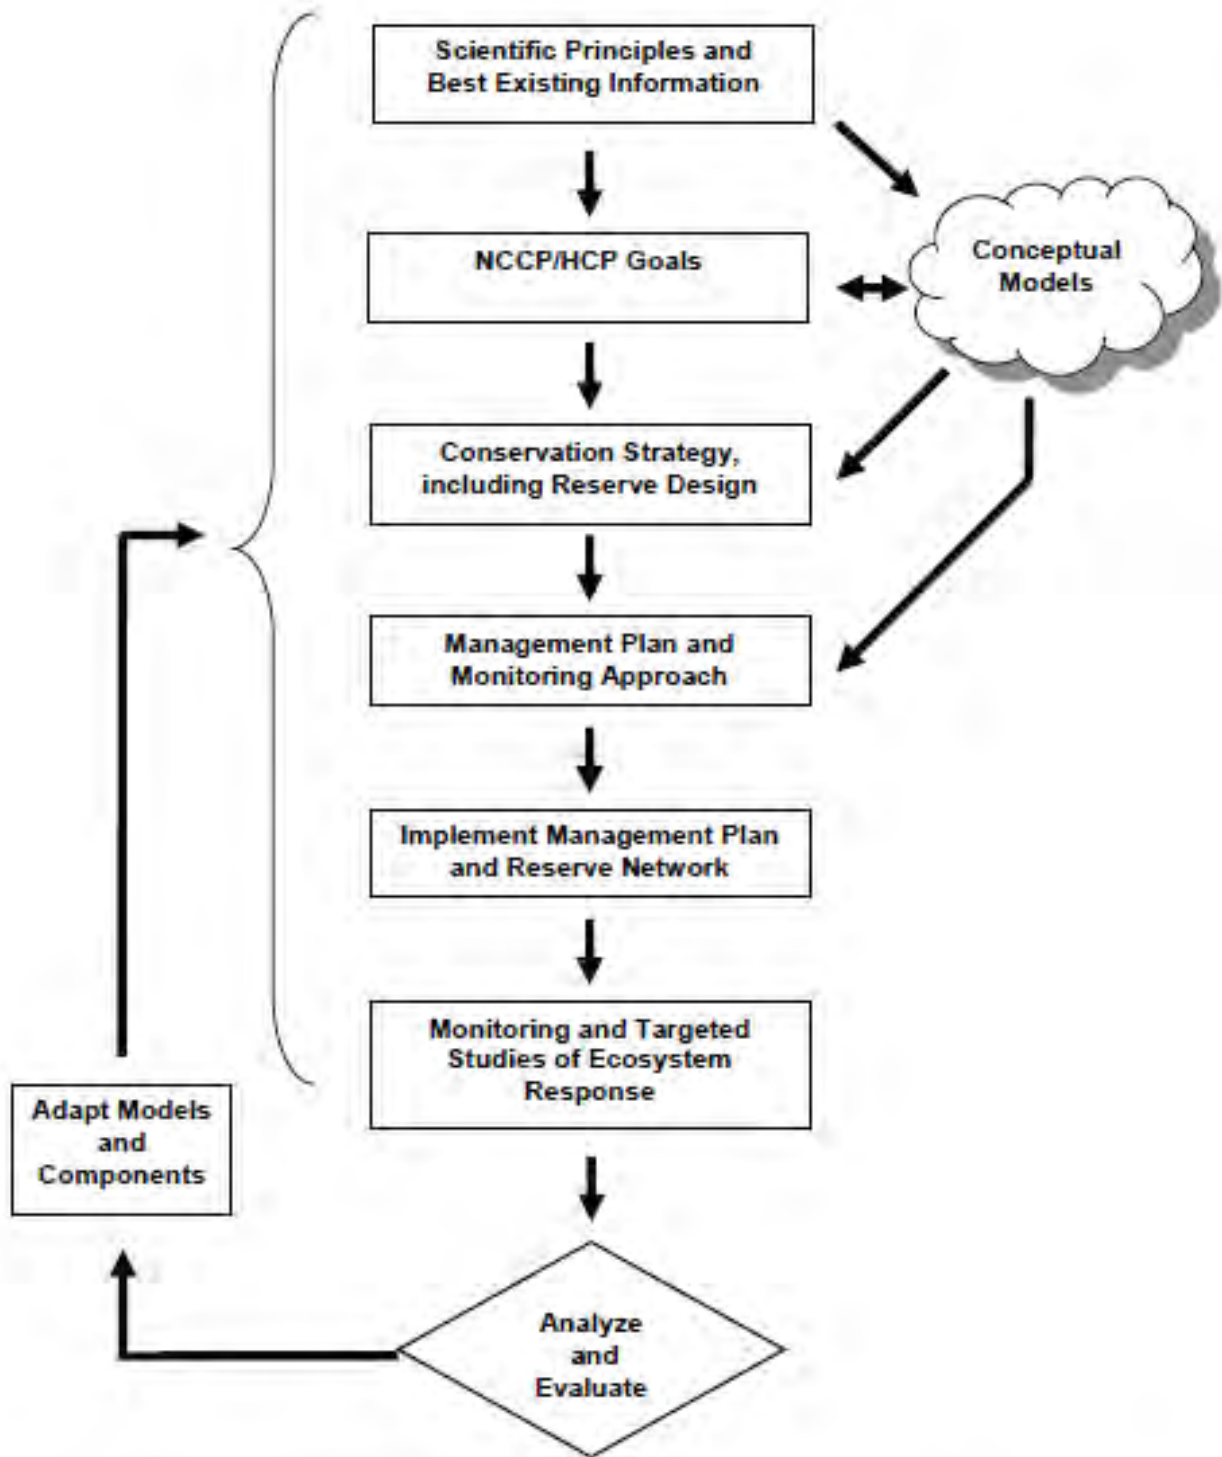 Scientific Principles and
Best Existing Information
NCCP/HCP Goals
Conceptual
Models
Conservation Strategy,
including Reserve Design
Management Plan and
Monitoring Approach
Implement Management Plan
and Reserve Network
Monitoring and Targeted
Studies of Ecosystem
Response
Adapt Models
and
Components
Analyze
and
Evaluate